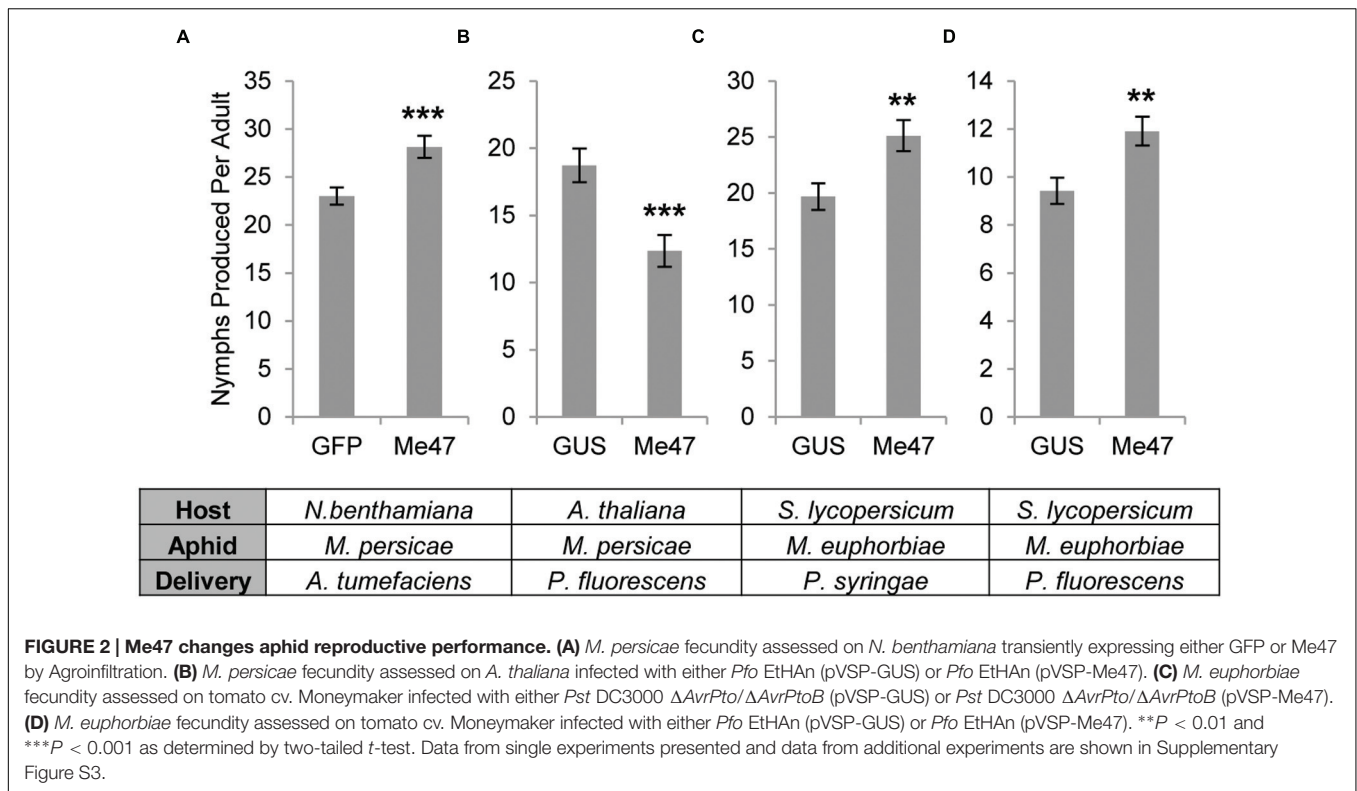 A
B
C
D
Nymphs Produced Per Adult
35
30
25
20
15
10
5
0
***
GFP Me47
25
20
15
10
5
0
***
GUS Me47
30
25
20
15
10
5
0
**
GUS Me47
14
12
10
8
6
4
2
0
**
GUS Me47
Host N.benthamiana A. thaliana S. lycopersicum S. lycopersicum
Aphid M. persicae M. persicae M. euphorbiae M. euphorbiae
Delivery A. tumefaciens P. fluorescens P. syringae P. fluorescens
FIGURE 2 | Me47 changes aphid reproductive performance. (A) M. persicae fecundity assessed on N. benthamiana transiently expressing either GFP or Me47
by Agroinfiltration. (B) M. persicae fecundity assessed on A. thaliana infected with either Pfo EtHAn (pVSP-GUS) or Pfo EtHAn (pVSP-Me47). (C) M. euphorbiae
fecundity assessed on tomato cv. Moneymaker infected with either Pst DC3000 ΔAvrPto/ΔAvrPtoB (pVSP-GUS) or Pst DC3000 ΔAvrPto/ΔAvrPtoB (pVSP-Me47).
(D) M. euphorbiae fecundity assessed on tomato cv. Moneymaker infected with either Pfo EtHAn (pVSP-GUS) or Pfo EtHAn (pVSP-Me47). **P < 0.01 and
***P < 0.001 as determined by two-tailed t-test. Data from single experiments presented and data from additional experiments are shown in Supplementary
Figure S3.